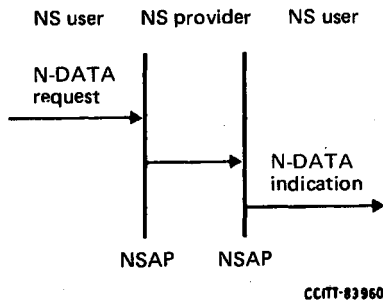 NS user NS provider NS user
N-DATA
request
N-DATA
indication
NSAP NSAP
CCITT-83960